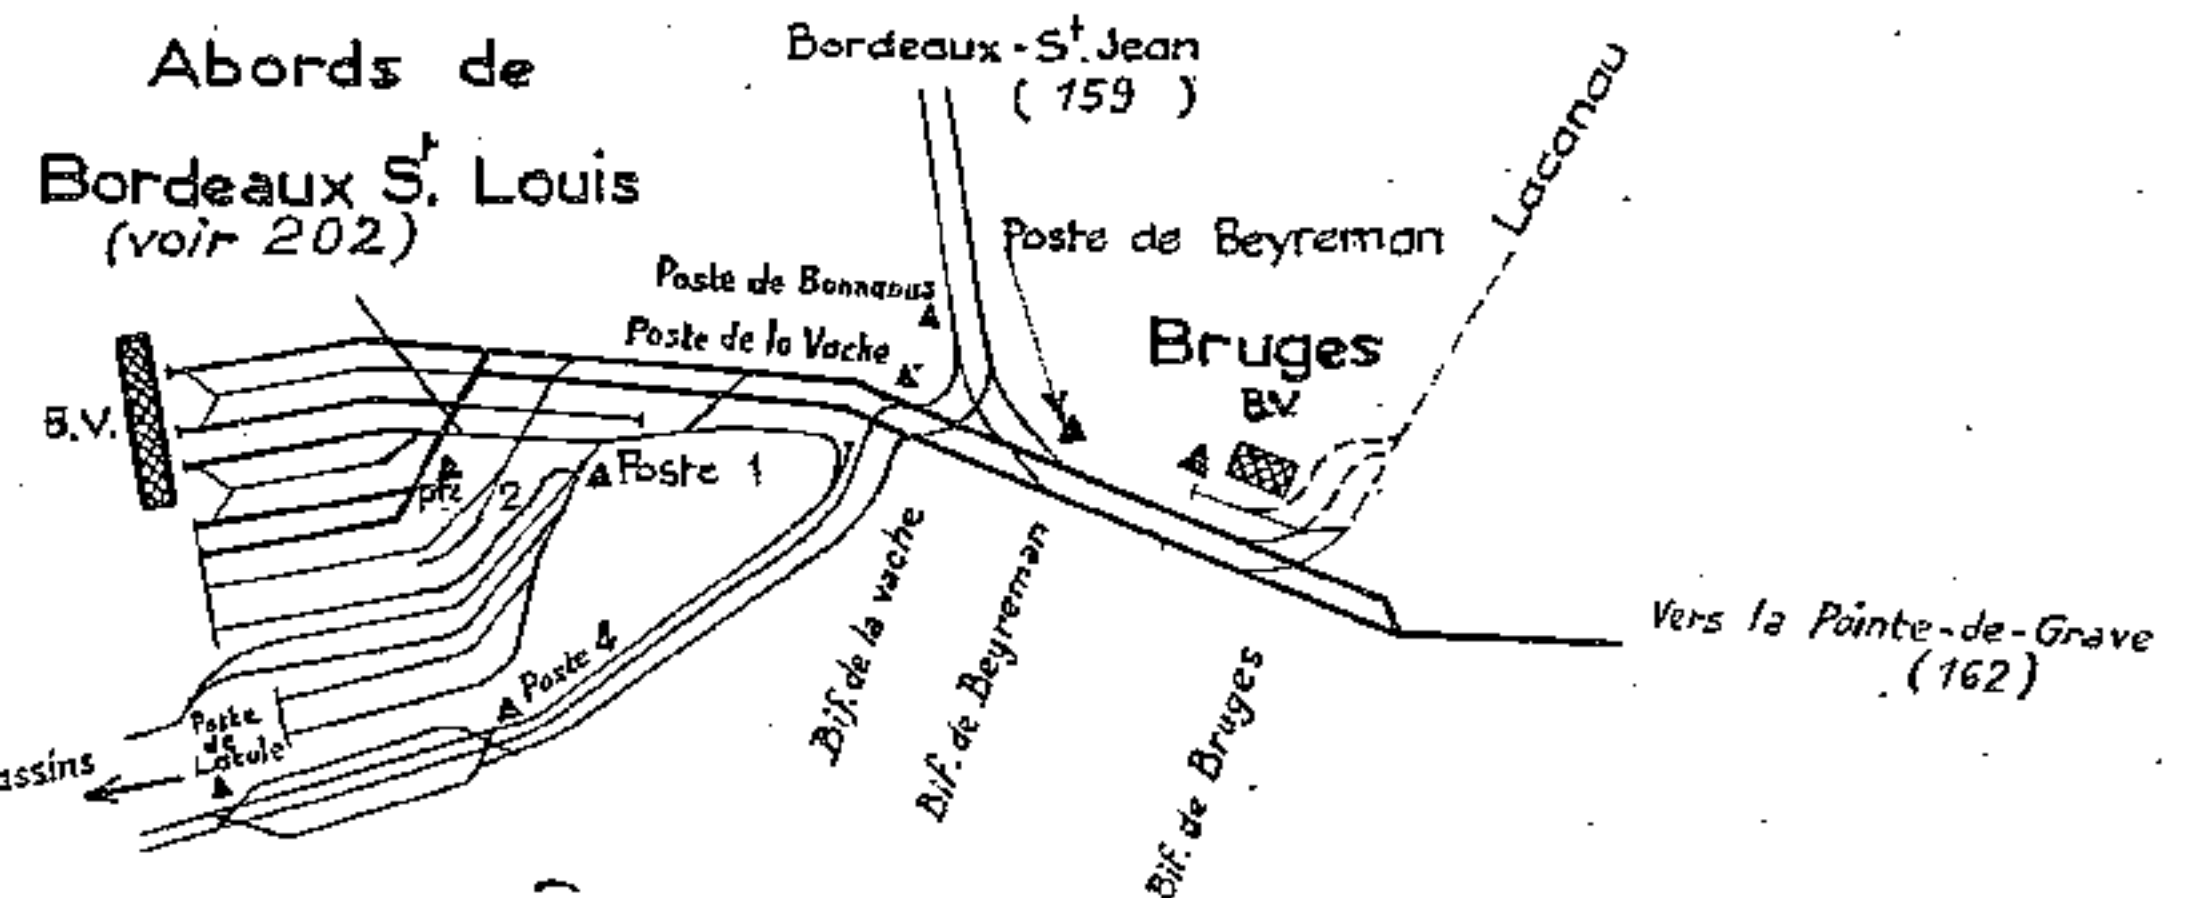 Abords de
Bordeaux St. Louis
(voir 202)
Bordeaux-St. Jean
(159)
Lacanau
Poste de Beyreman
Poste de Bonnaous
Poste de la Vache
Bruges
B.V.
B.V.
Poste 1
2
Poste 4
Poste
de
Latule
assins
Bif. de la vache
Bif. de Beyreman
Bif. de Bruges
Vers la Pointe-de-Grave
(162)